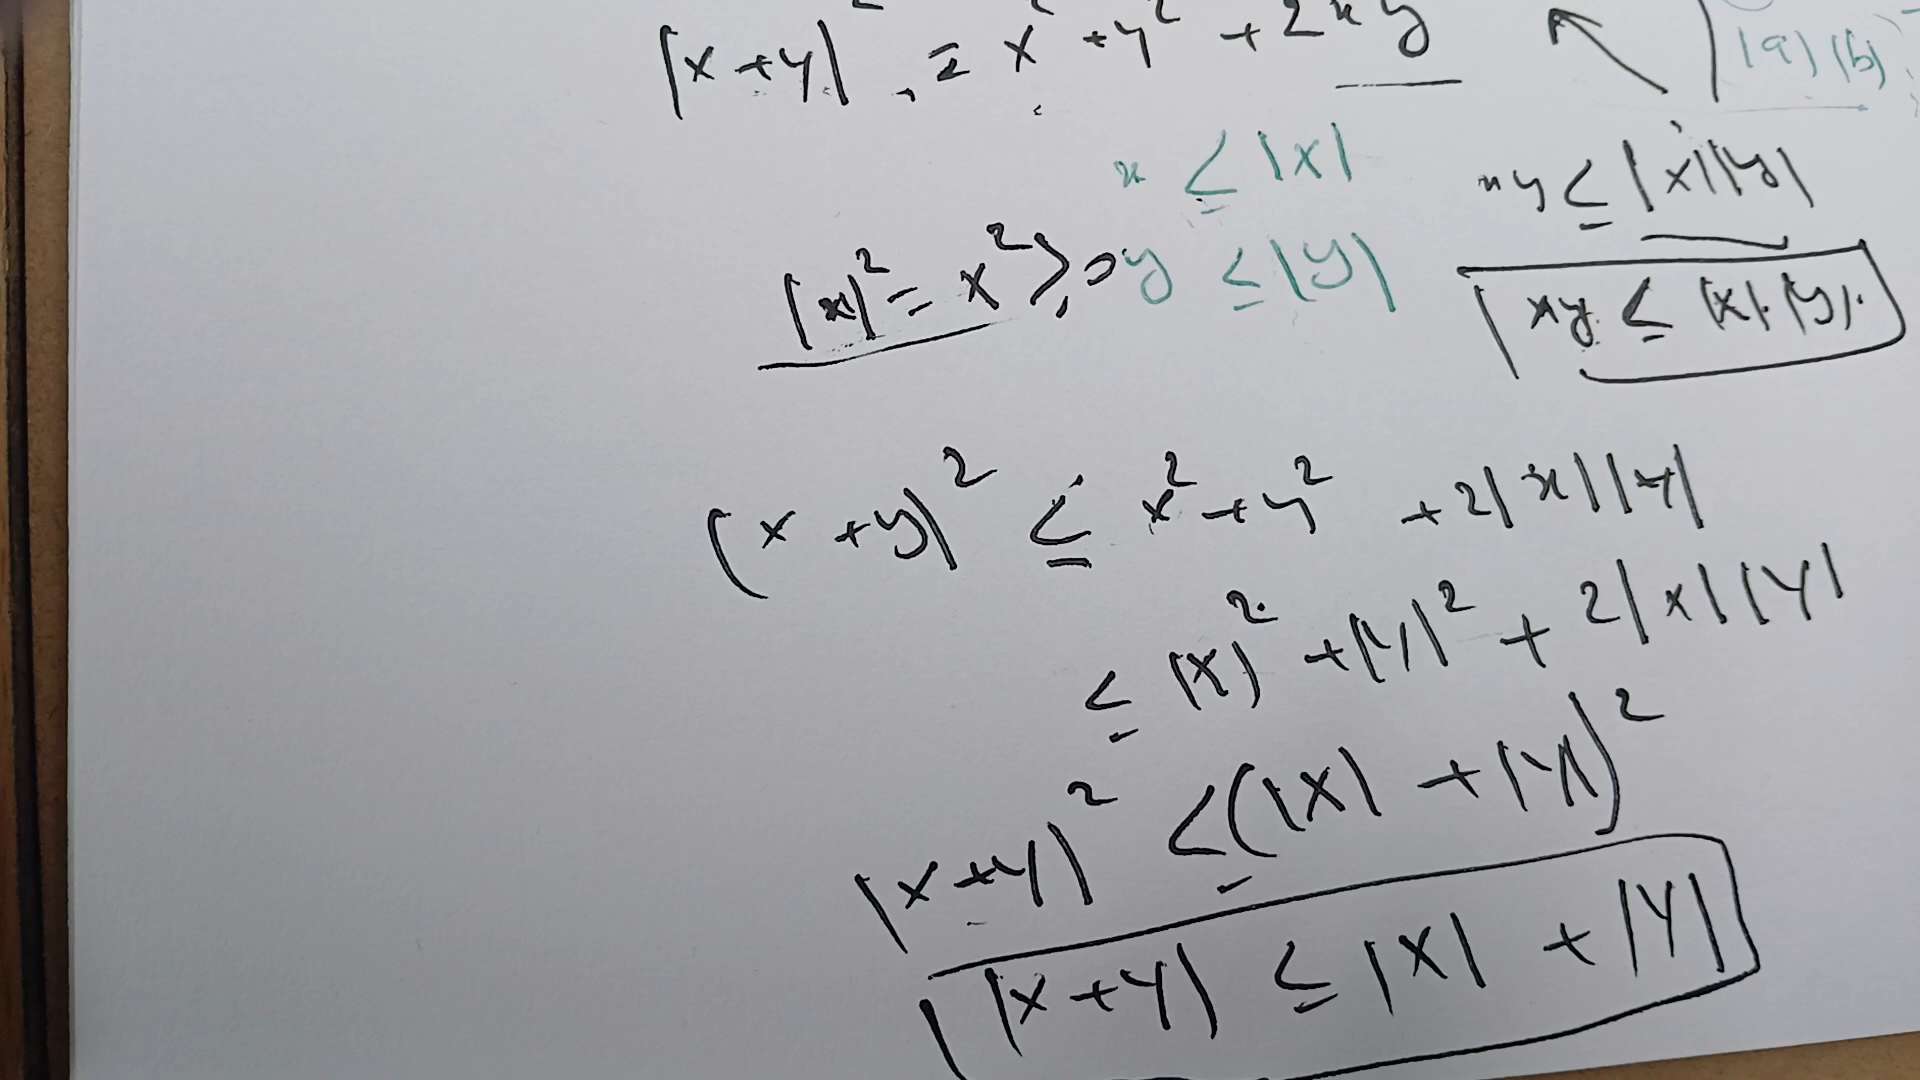 |x+y|² = x² + y² + 2xy
|a| |b|
x ≤ |x|
xy ≤ |x||y|
|x|² = x² ≥ 0
y ≤ |y|
xy ≤ |x|.|y|.
(x+y)² ≤ x² + y² + 2|x||y|
≤ |x|² + |y|² + 2|x||y|
|x+y|² ≤ (|x| + |y|)²
|x+y| ≤ |x| + |y|